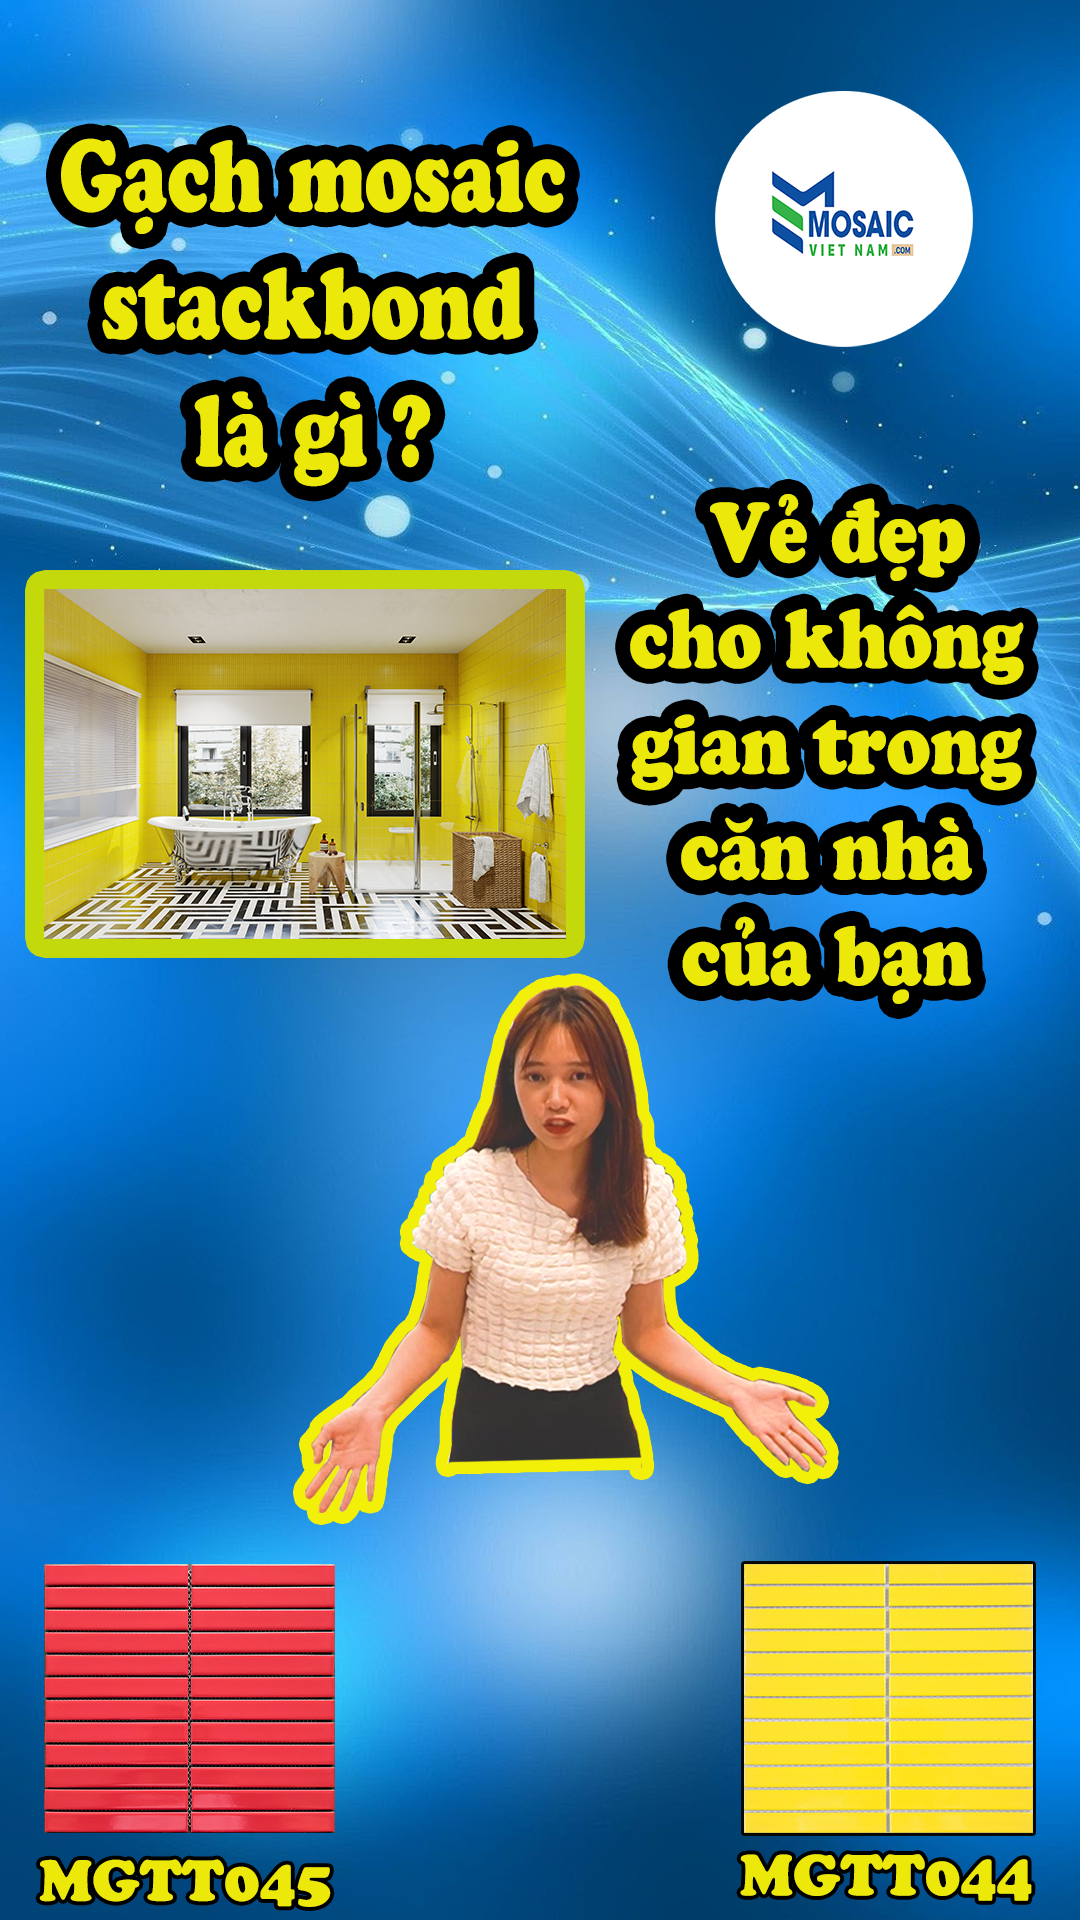 Gạch mosaic
stackbond
là gì ?
MOSAIC
VIET NAM .COM
Vẻ đẹp
cho không
gian trong
căn nhà
của bạn
MGTT045
MGTT044